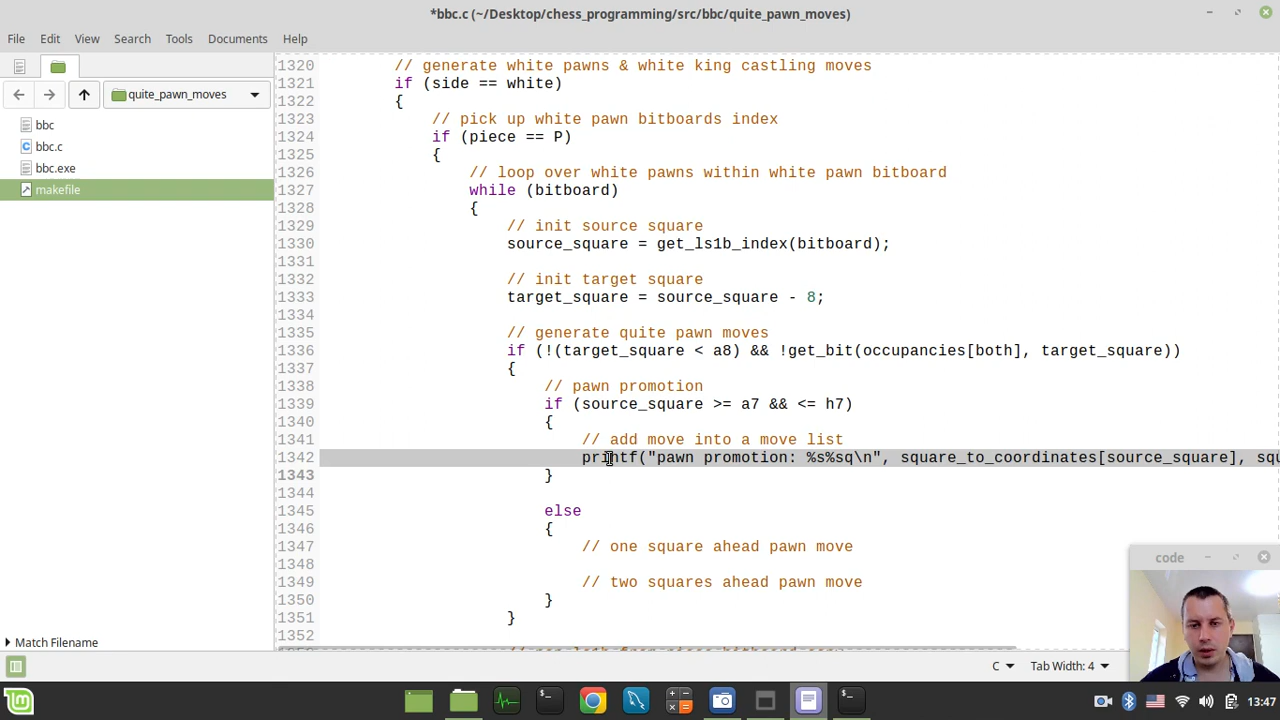 *bbc.c (~/Desktop/chess_programming/src/bbc/quite_pawn_moves)
File Edit View Search Tools Documents Help
quite_pawn_moves
bbc
bbc.c
bbc.exe
makefile
Match Filename
1320 // generate white pawns & white king castling moves
1321 if (side == white)
1322 {
1323 // pick up white pawn bitboards index
1324 if (piece == P)
1325 {
1326 // loop over white pawns within white pawn bitboard
1327 while (bitboard)
1328 {
1329 // init source square
1330 source_square = get_ls1b_index(bitboard);
1331
1332 // init target square
1333 target_square = source_square - 8;
1334
1335 // generate quite pawn moves
1336 if (!(target_square < a8) && !get_bit(occupancies[both], target_square))
1337 {
1338 // pawn promotion
1339 if (source_square >= a7 && <= h7)
1340 {
1341 // add move into a move list
1342 printf("pawn promotion: %s%sq\n", square_to_coordinates[source_square], squ
1343 }
1344
1345 else
1346 {
1347 // one square ahead pawn move
1348
1349 // two squares ahead pawn move
1350 }
1351 }
1352
code
C Tab Width: 4
13:47